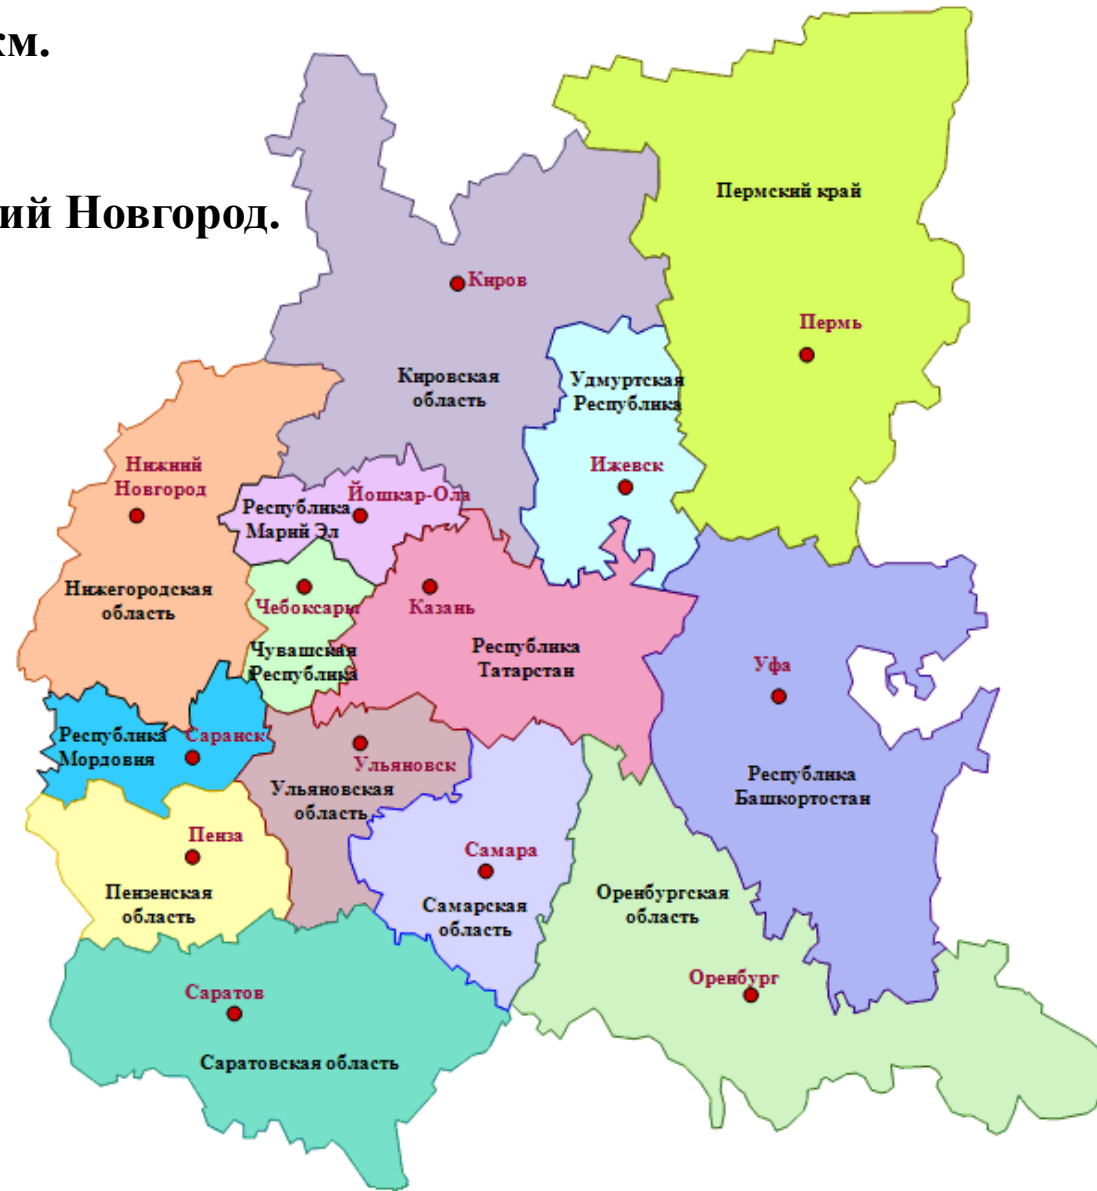 км.
ий Новгород.
Пермский край
Киров
Пермь
Кировская
область
Удмуртская
Республика
Нижний
Новгород
Ижевск
Йошкар-Ола
Республика
Марий Эл
Нижегородская
область
Чебоксары
Казань
Чувашская
Республика
Республика
Татарстан
Уфа
Республика
Мордовия
Саранск
Ульяновск
Ульяновская
область
Республика
Башкортостан
Пенза
Самара
Пензенская
область
Самарская
область
Оренбургская
область
Оренбург
Саратов
Саратовская область